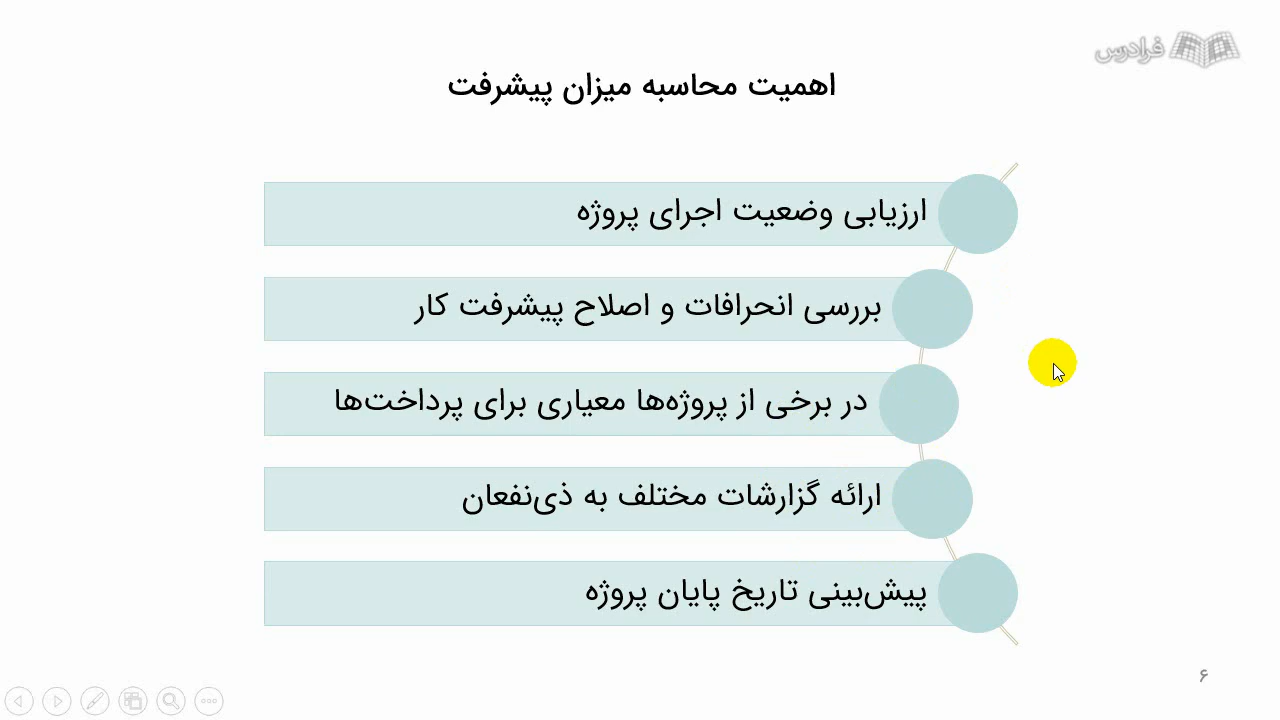 فرادرس
اهمیت محاسبه میزان پیشرفت
ارزیابی وضعیت اجرای پروژه
بررسی انحرافات و اصلاح پیشرفت کار
در برخی از پروژه‌ها معیاری برای پرداخت‌ها
ارائه گزارشات مختلف به ذی‌نفعان
پیش‌بینی تاریخ پایان پروژه
۶